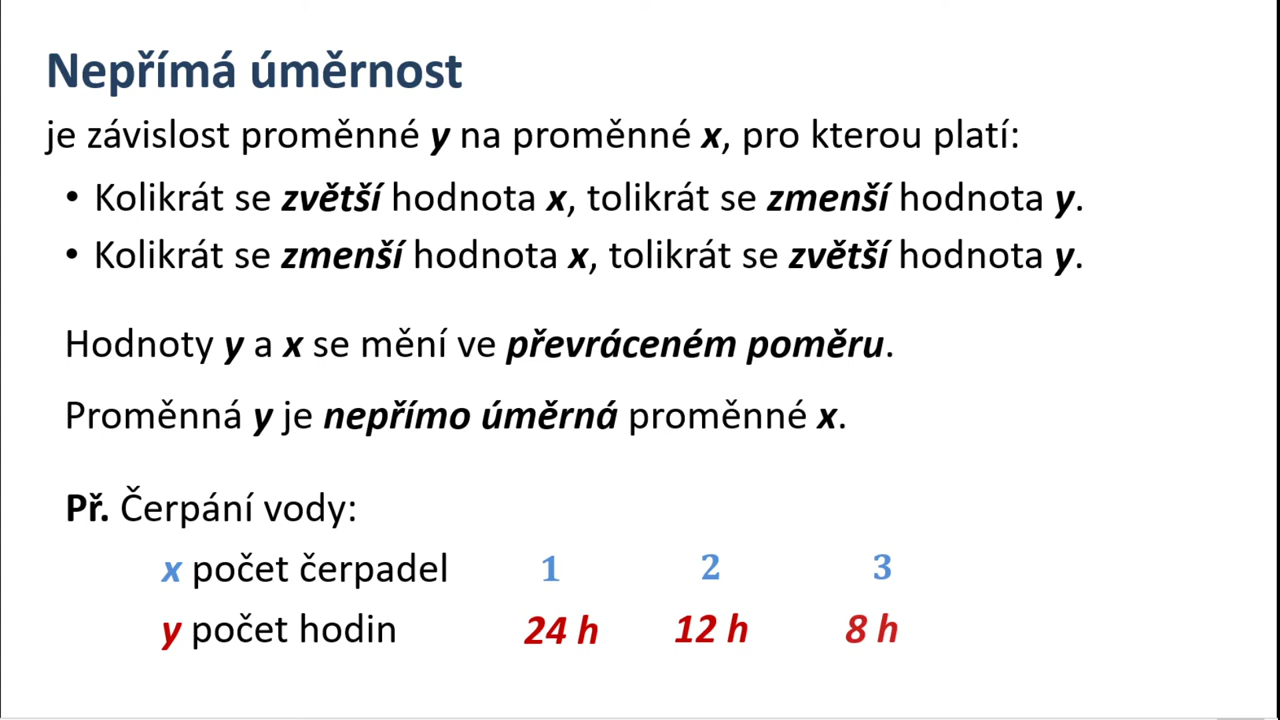 Nepřímá úměrnost
je závislost proměnné y na proměnné x, pro kterou platí:
• Kolikrát se zvětší hodnota x, tolikrát se zmenší hodnota y.
• Kolikrát se zmenší hodnota x, tolikrát se zvětší hodnota y.
Hodnoty y a x se mění ve převráceném poměru.
Proměnná y je nepřímo úměrná proměnné x.
Př. Čerpání vody:
x počet čerpadel 1 2 3
y počet hodin 24 h 12 h 8 h